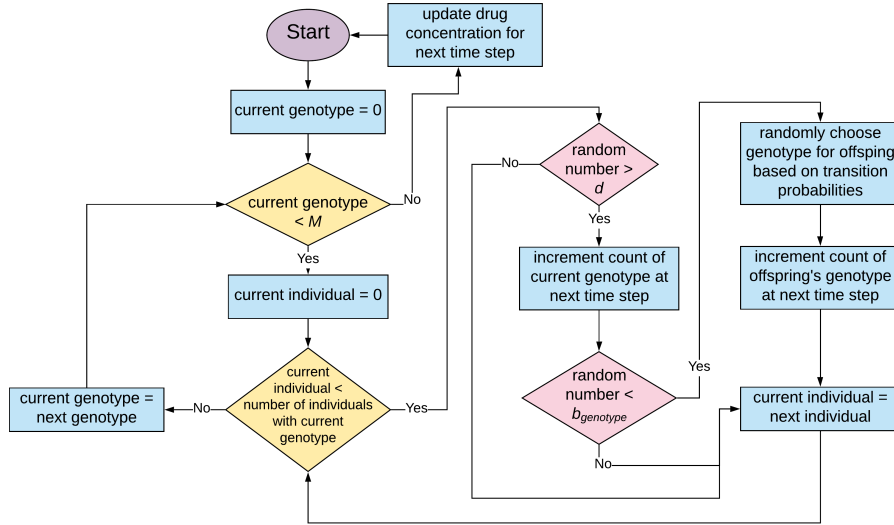 Start
update drug
concentration for
next time step
current genotype = 0
current genotype
< M
No
Yes
current individual = 0
current
individual <
number of individuals
with current
genotype
No
Yes
current genotype =
next genotype
random
number >
d
No
Yes
increment count of
current genotype at
next time step
random
number <
bgenotype
Yes
No
randomly choose
genotype for offsping
based on transition
probabilities
increment count of
offspring's genotype
at next time step
current individual =
next individual